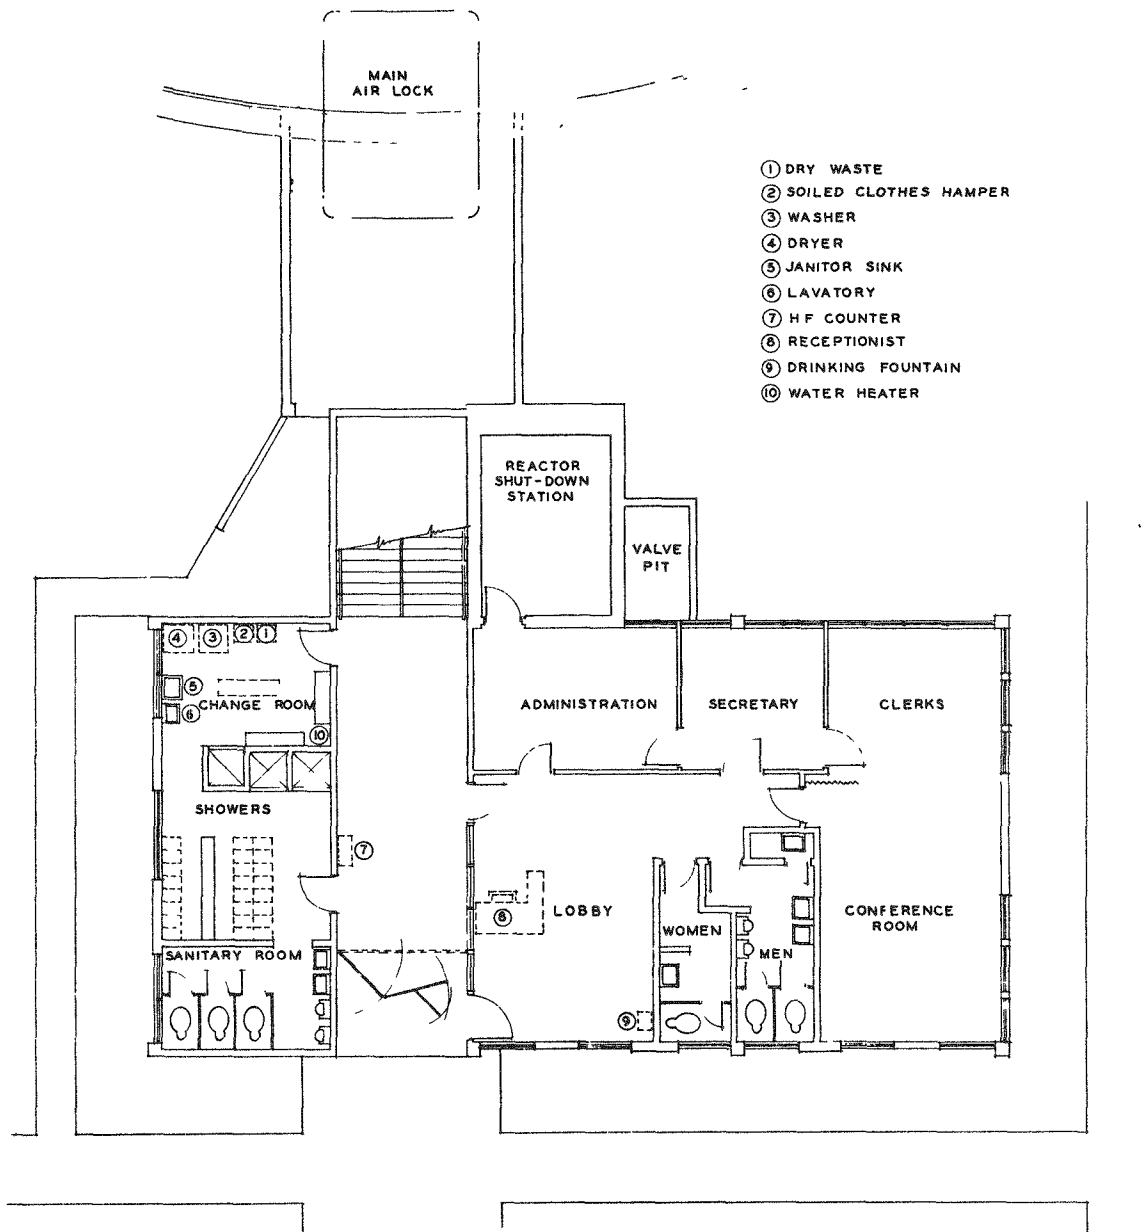 MAIN
AIR LOCK
① DRY WASTE
② SOILED CLOTHES HAMPER
③ WASHER
④ DRYER
⑤ JANITOR SINK
⑥ LAVATORY
⑦ HF COUNTER
⑧ RECEPTIONIST
⑨ DRINKING FOUNTAIN
⑩ WATER HEATER
REACTOR
SHUT-DOWN
STATION
VALVE
PIT
④ ③ ② ①
⑤
⑥
CHANGE ROOM
⑩
ADMINISTRATION
SECRETARY
CLERKS
SHOWERS
⑦
⑧
LOBBY
WOMEN
MEN
CONFERENCE
ROOM
SANITARY ROOM
⑨